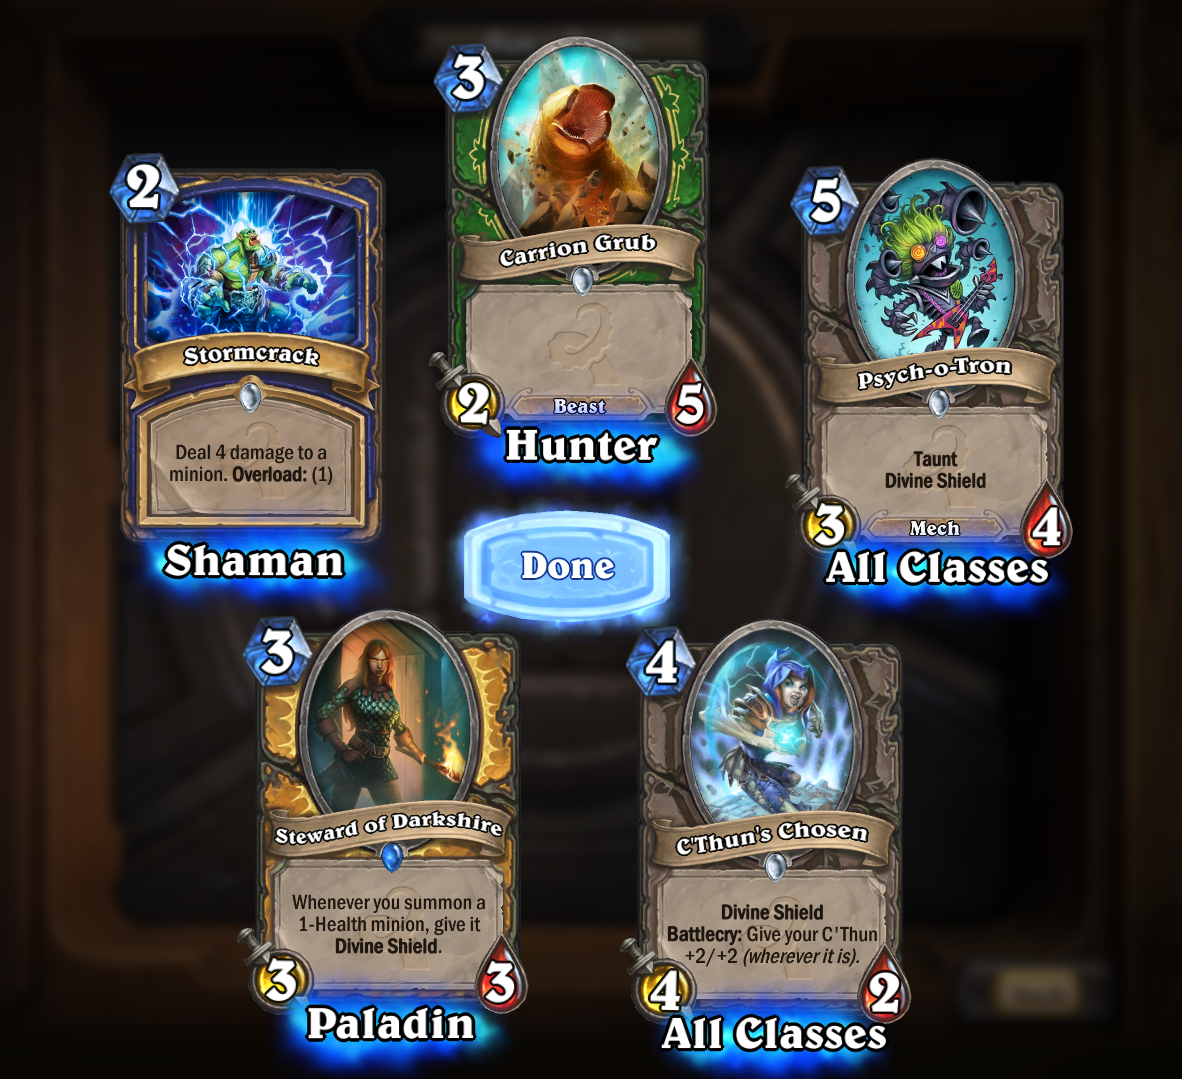 3
Carrion Grub
2
Beast
5
Hunter
2
Stormcrack
Deal 4 damage to a
minion. Overload: (1)
Shaman
5
Psych-o-Tron
Taunt
Divine Shield
3
Mech
4
All Classes
Done
3
Steward of Darkshire
Whenever you summon a
1-Health minion, give it
Divine Shield.
3
3
Paladin
4
C'Thun's Chosen
Divine Shield
Battlecry: Give your C'Thun
+2/+2 (wherever it is).
4
2
All Classes